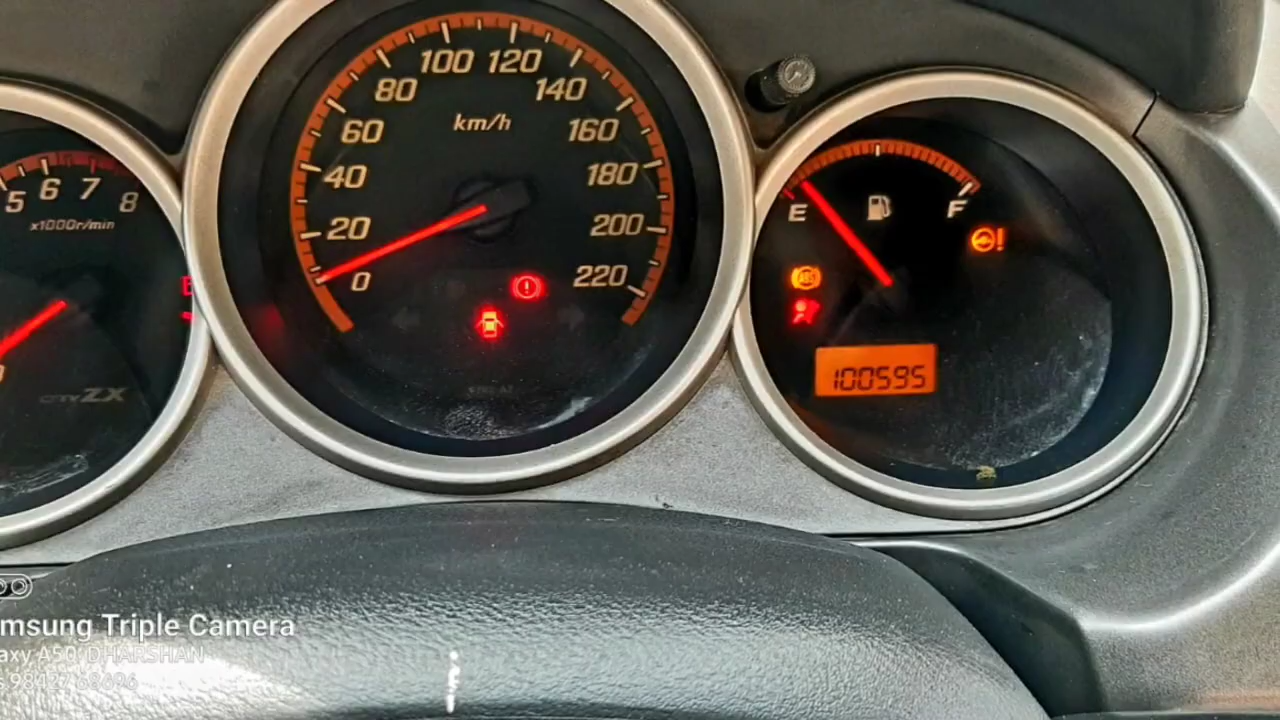 100 120
80 140
km/h
60 160
40 180
20 200
0 220
5 6 7 8
x1000r/min
CITY ZX
E F
ABS
!
!
100595
msung Triple Camera
axy A50 DHARSHAN